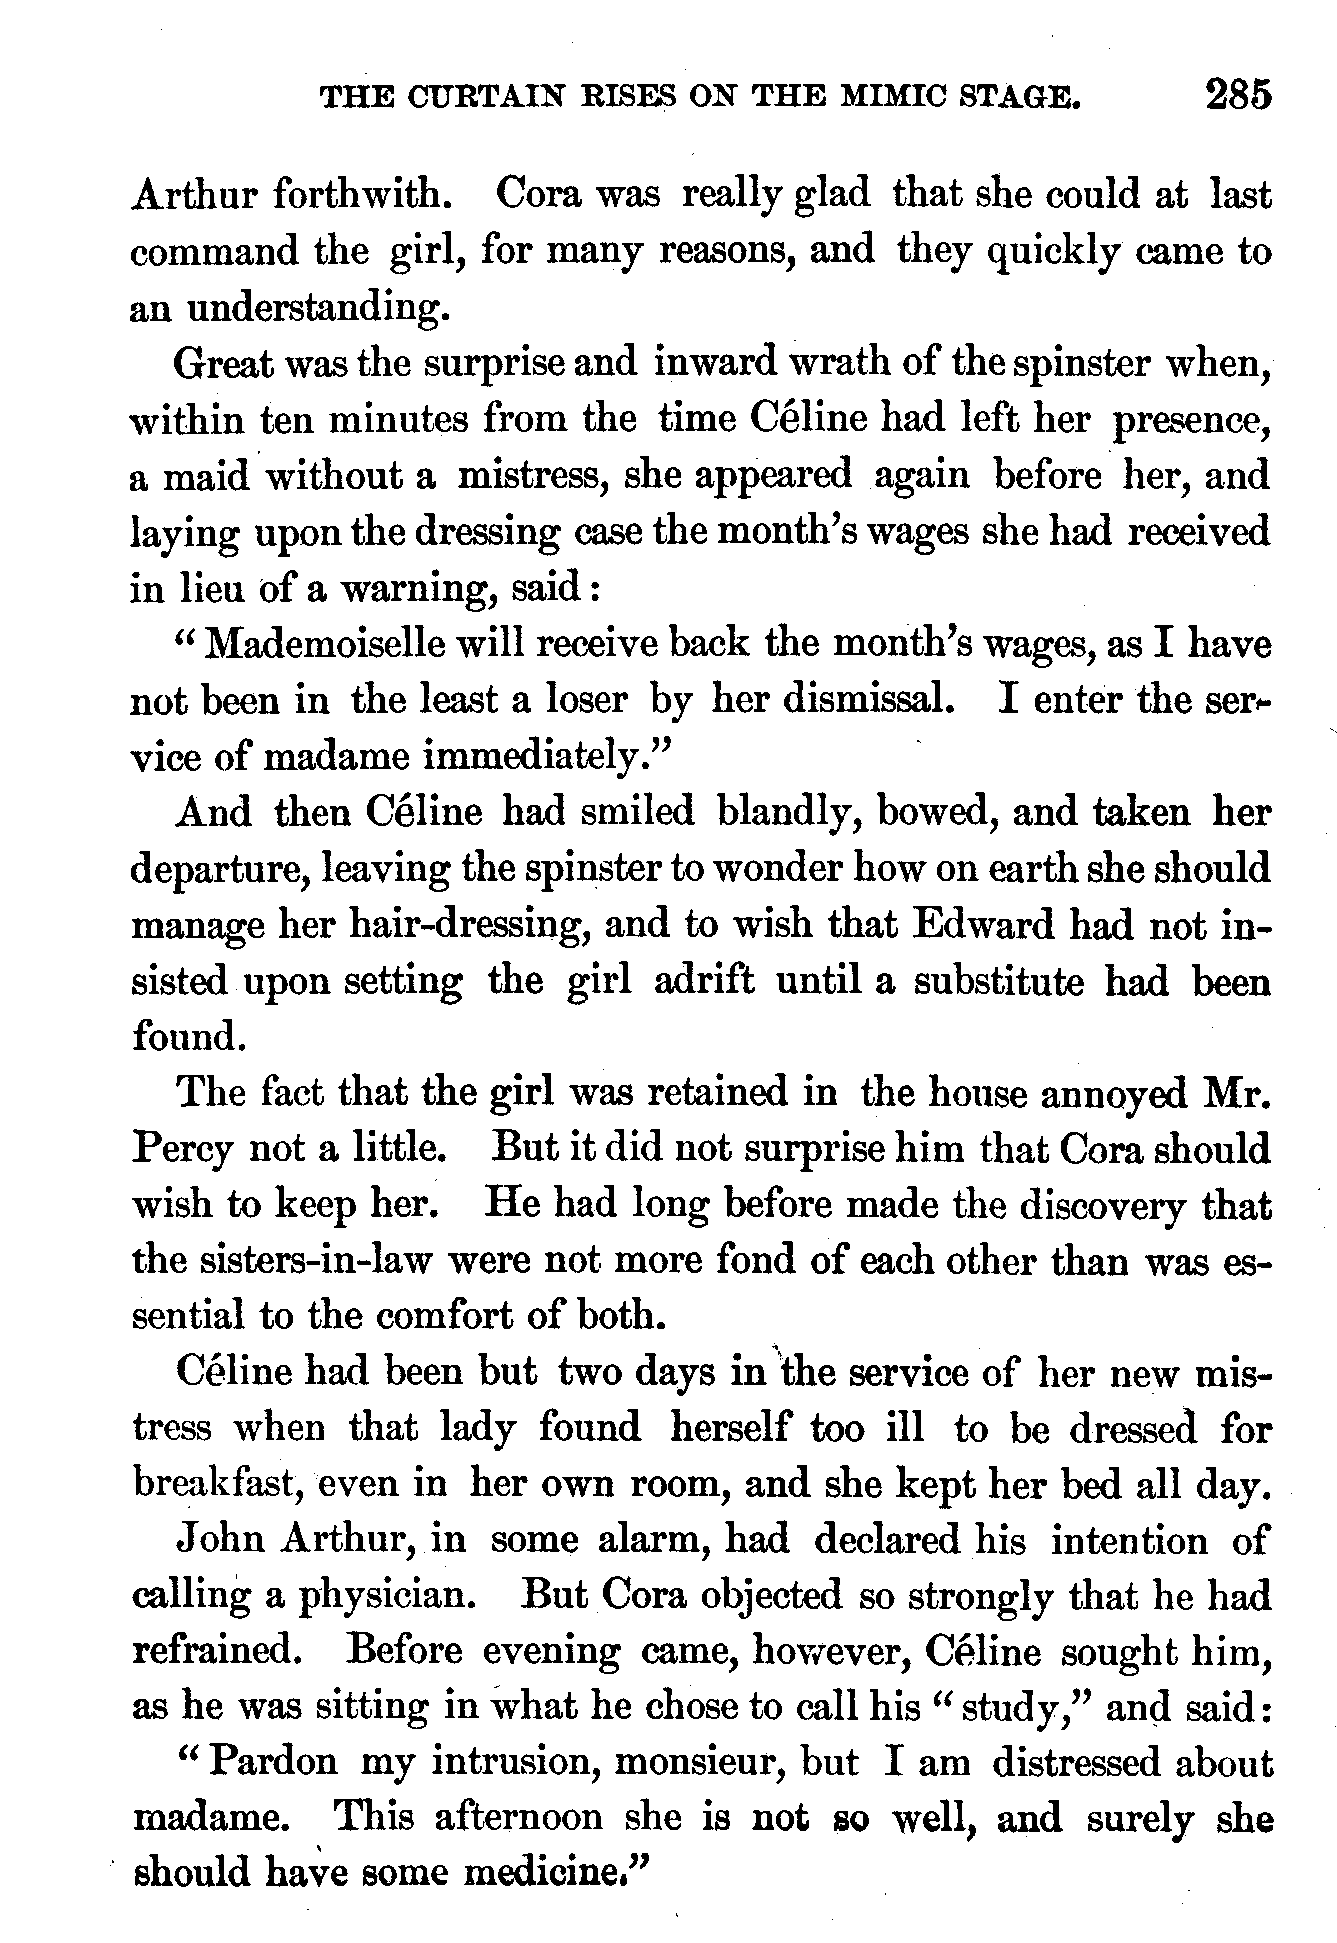 THE CURTAIN RISES ON THE MIMIC STAGE. 285
Arthur forthwith. Cora was really glad that she could at last
command the girl, for many reasons, and they quickly came to
an understanding.
Great was the surprise and inward wrath of the spinster when,
within ten minutes from the time Céline had left her presence,
a maid without a mistress, she appeared again before her, and
laying upon the dressing case the month's wages she had received
in lieu of a warning, said:
"Mademoiselle will receive back the month's wages, as I have
not been in the least a loser by her dismissal. I enter the ser-
vice of madame immediately."
And then Céline had smiled blandly, bowed, and taken her
departure, leaving the spinster to wonder how on earth she should
manage her hair-dressing, and to wish that Edward had not in-
sisted upon setting the girl adrift until a substitute had been
found.
The fact that the girl was retained in the house annoyed Mr.
Percy not a little. But it did not surprise him that Cora should
wish to keep her. He had long before made the discovery that
the sisters-in-law were not more fond of each other than was es-
sential to the comfort of both.
Céline had been but two days in the service of her new mis-
tress when that lady found herself too ill to be dressed for
breakfast, even in her own room, and she kept her bed all day.
John Arthur, in some alarm, had declared his intention of
calling a physician. But Cora objected so strongly that he had
refrained. Before evening came, however, Céline sought him,
as he was sitting in what he chose to call his "study," and said:
"Pardon my intrusion, monsieur, but I am distressed about
madame. This afternoon she is not so well, and surely she
should have some medicine."